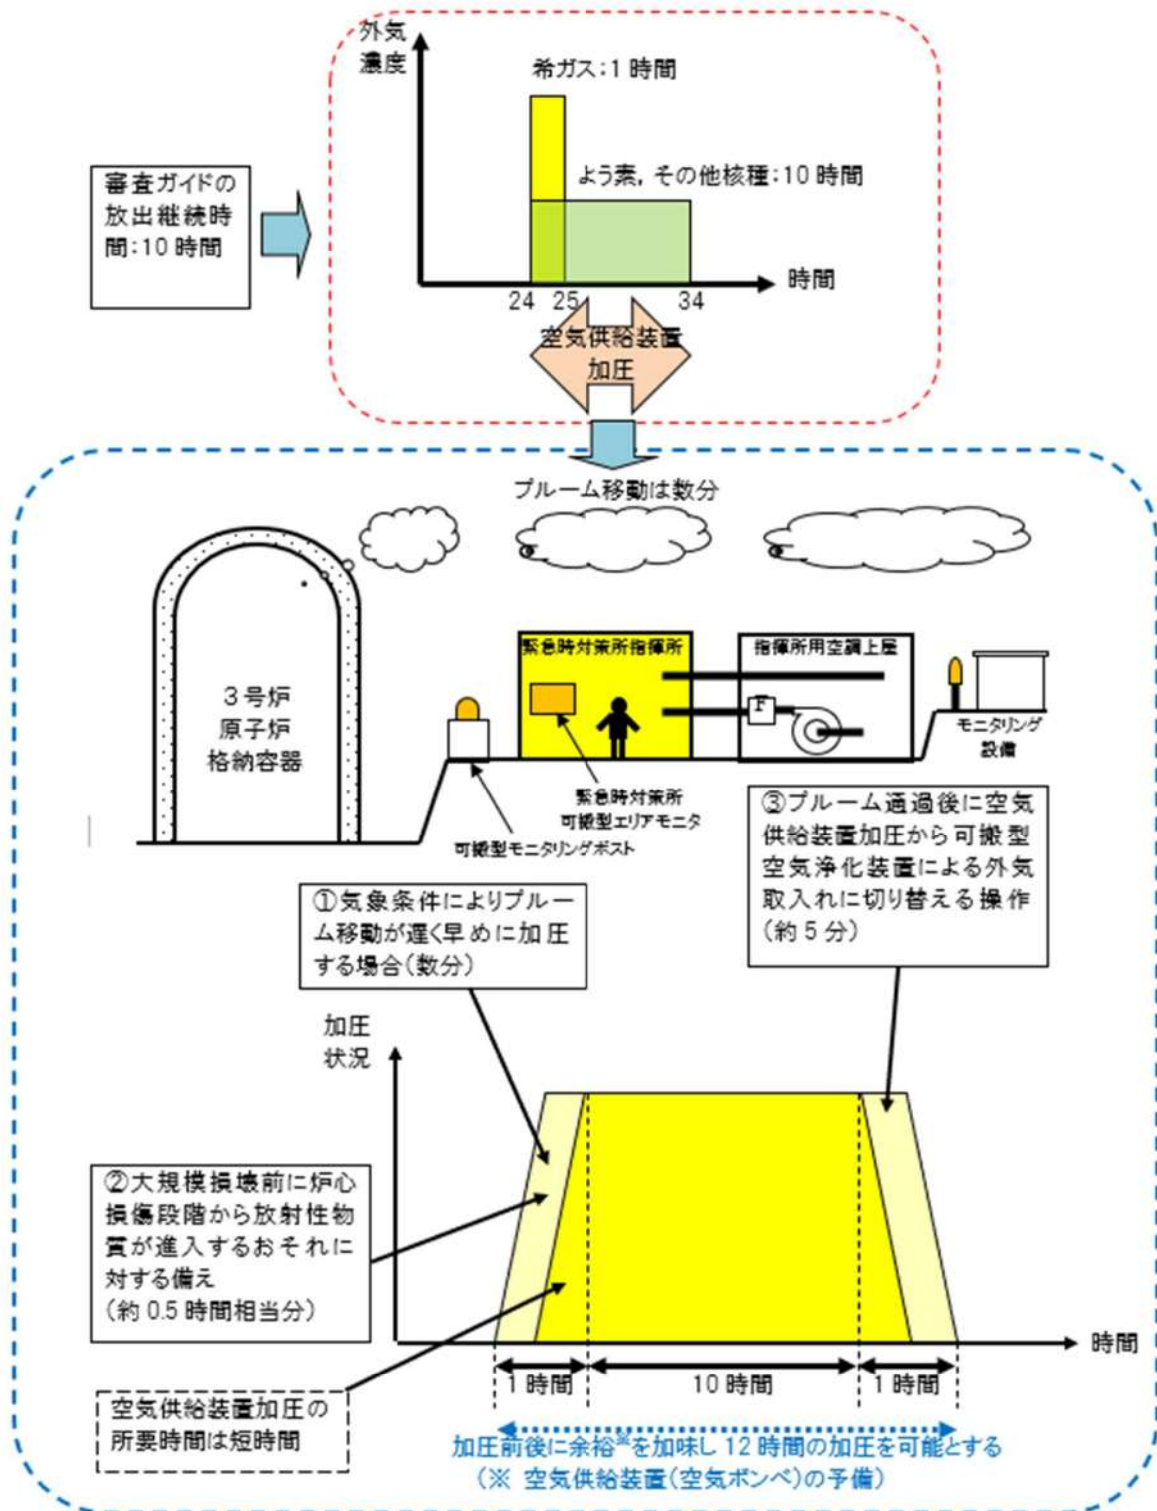 外気
濃度
希ガス：1 時間
よう素，その他核種：10 時間
審査ガイドの
放出継続時
間：10 時間
時間
24
25
34
空気供給装置
加圧
プルーム移動は数分
3号炉
原子炉
格納容器
緊急時対策所指揮所
指揮所用空調上屋
F
モニタリング
設備
緊急時対策所
可搬型エリアモニタ
可搬型モニタリングポスト
③プルーム通過後に空気
供給装置加圧から可搬型
空気浄化装置による外気
取入れに切り替える操作
(約 5 分)
①気象条件によりプルー
ム移動が遅く早めに加圧
する場合(数分)
加圧
状況
②大規模損壊前に炉心
損傷段階から放射性物
質が進入するおそれに
対する備え
(約 0.5 時間相当分)
時間
1 時間
10 時間
1 時間
空気供給装置加圧の
所要時間は短時間
加圧前後に余裕※を加味し 12 時間の加圧を可能とする
(※ 空気供給装置(空気ボンベ)の予備)